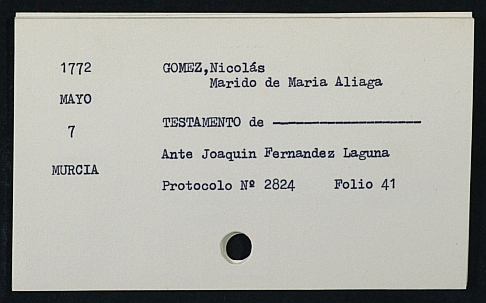 1772
MAYO
7
MURCIA
GOMEZ,Nicolás
Marido de Maria Aliaga
TESTAMENTO de ———————————
Ante Joaquin Fernandez Laguna
Protocolo Nº 2824 Folio 41